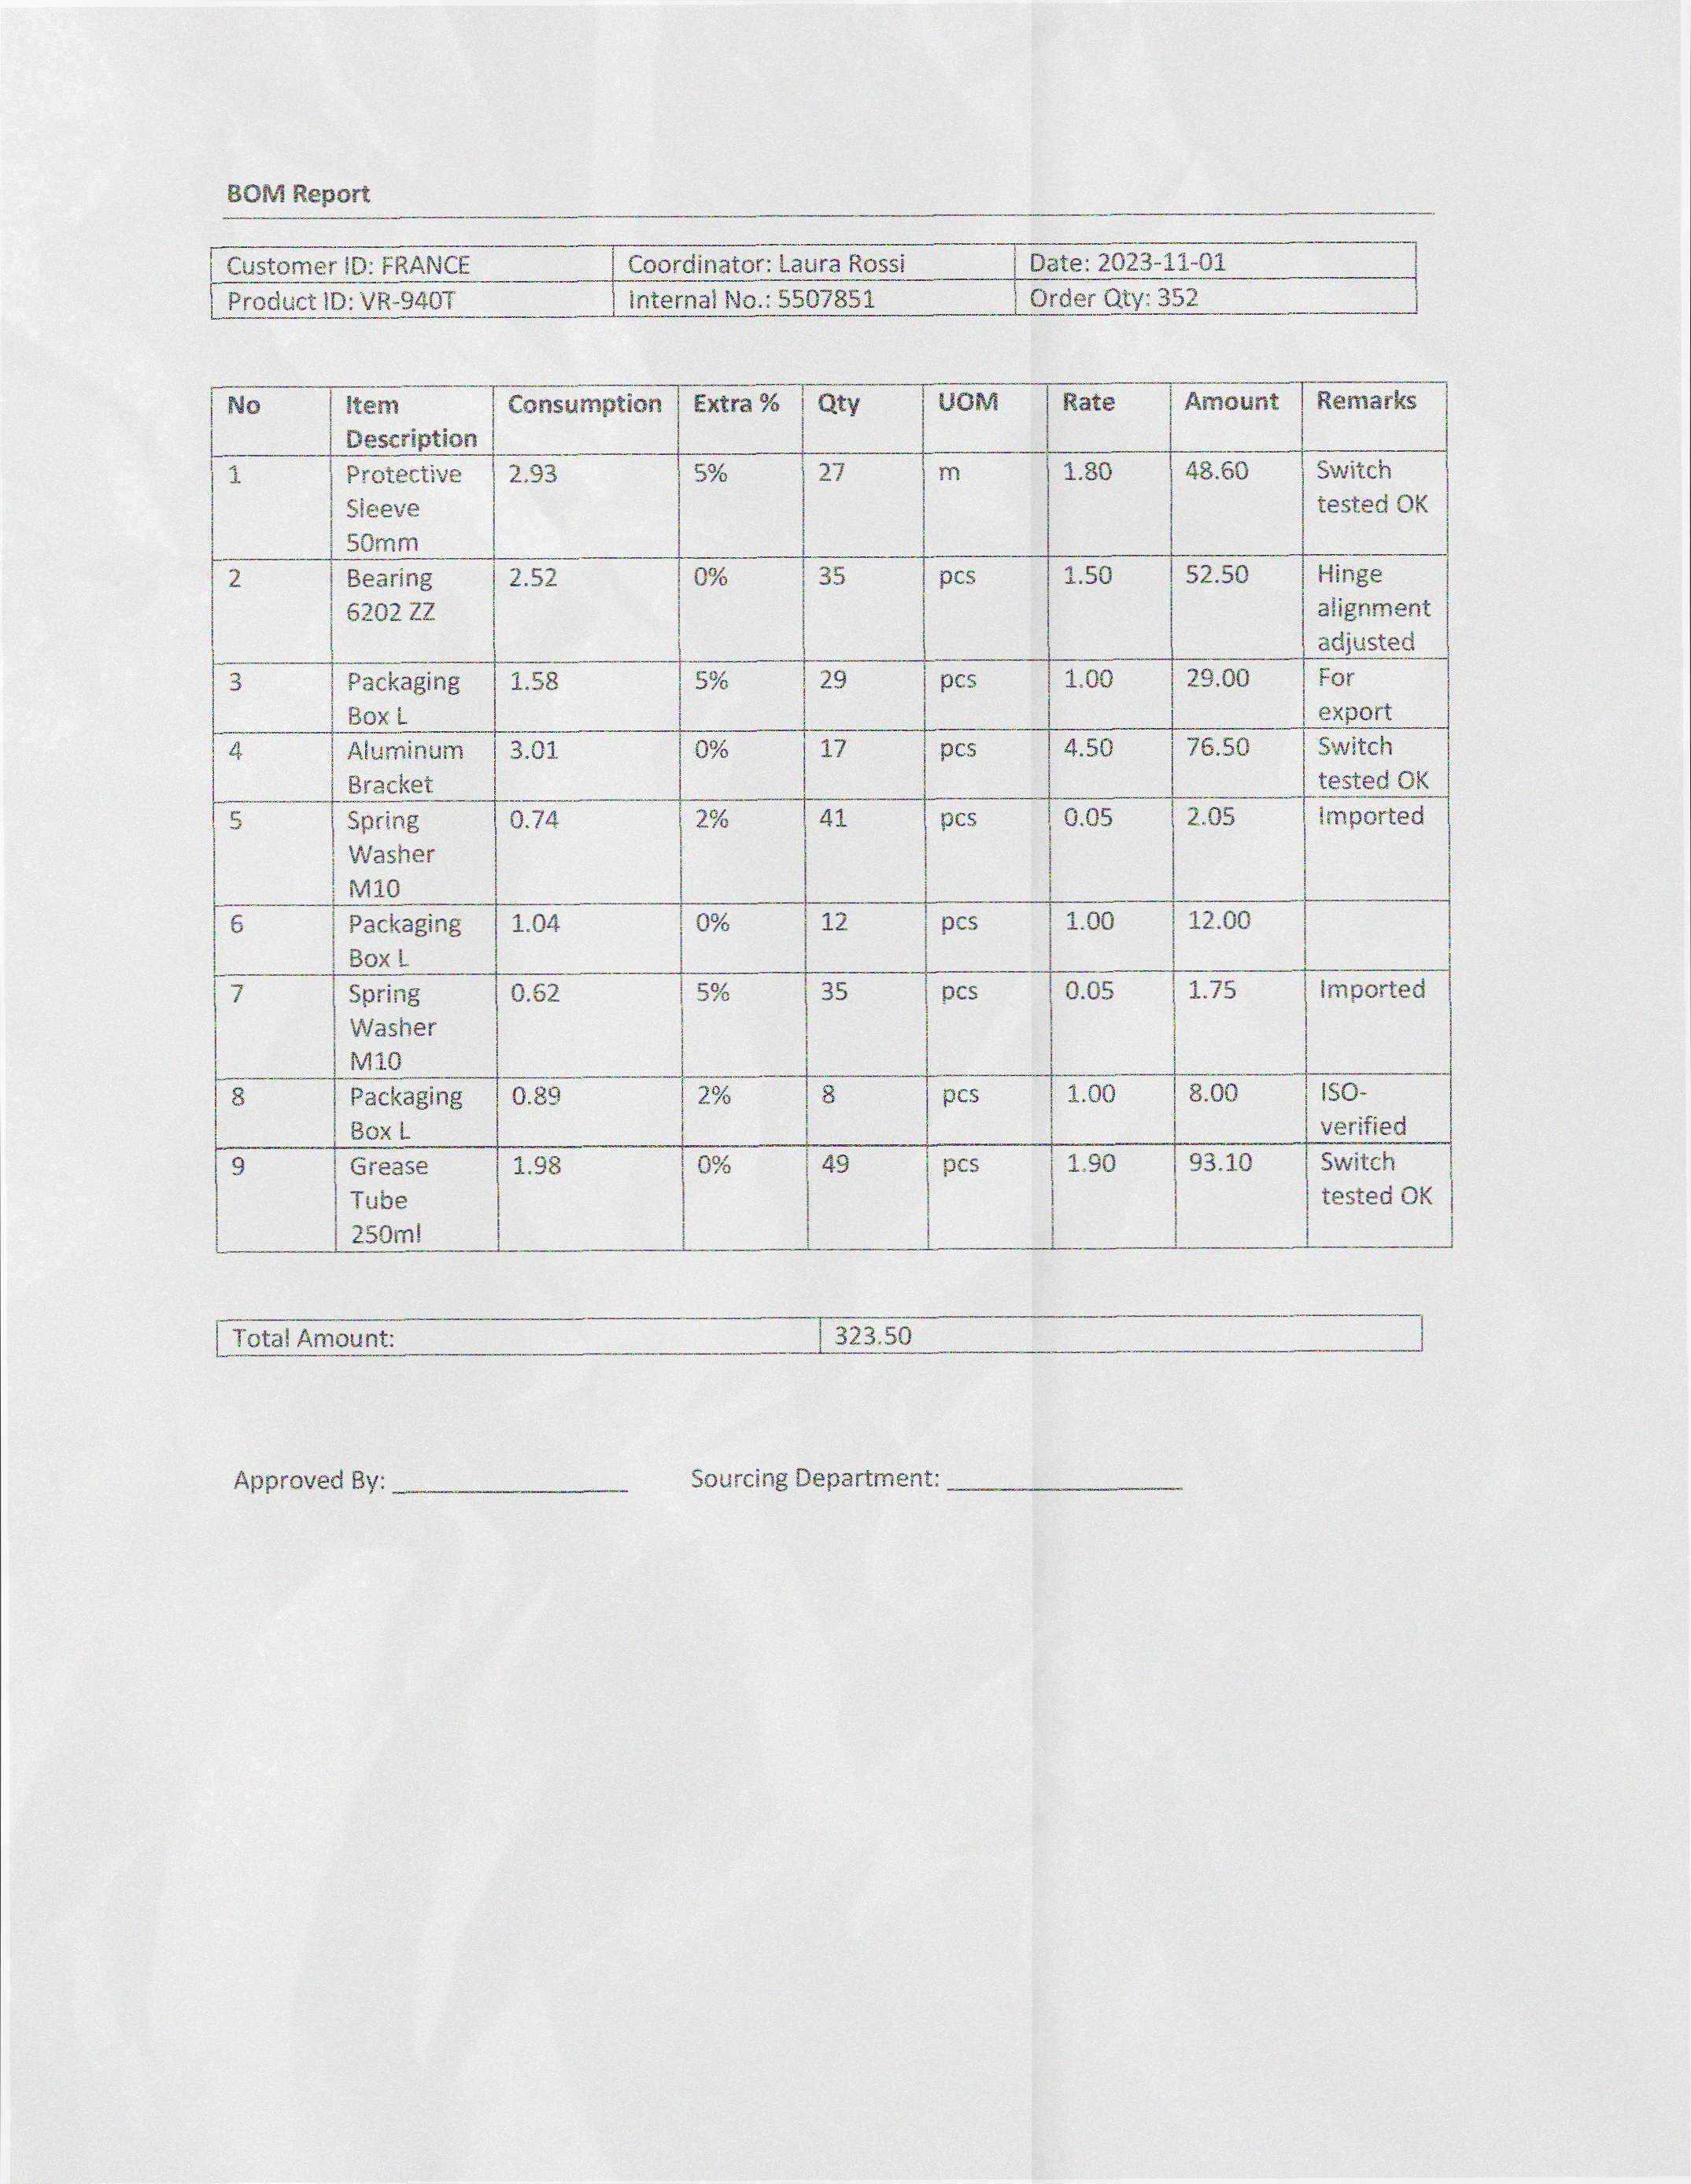 BOM Report
Customer ID: FRANCE Coordinator: Laura Rossi Date: 2023-11-01
Product ID: VR-940T Internal No.: 5507851 Order Qty: 352
No Item Consumption Extra % Qty UOM Rate Amount Remarks
Description
1 Protective 2.93 5% 27 m 1.80 48.60 Switch
Sleeve tested OK
50mm
2 Bearing 2.52 0% 35 pcs 1.50 52.50 Hinge
6202 ZZ alignment
adjusted
3 Packaging 1.58 5% 29 pcs 1.00 29.00 For
Box L export
4 Aluminum 3.01 0% 17 pcs 4.50 76.50 Switch
Bracket tested OK
5 Spring 0.74 2% 41 pcs 0.05 2.05 Imported
Washer
M10
6 Packaging 1.04 0% 12 pcs 1.00 12.00
Box L
7 Spring 0.62 5% 35 pcs 0.05 1.75 Imported
Washer
M10
8 Packaging 0.89 2% 8 pcs 1.00 8.00 ISO-
Box L verified
9 Grease 1.98 0% 49 pcs 1.90 93.10 Switch
Tube tested OK
250ml
Total Amount: 323.50
Approved By: Sourcing Department: